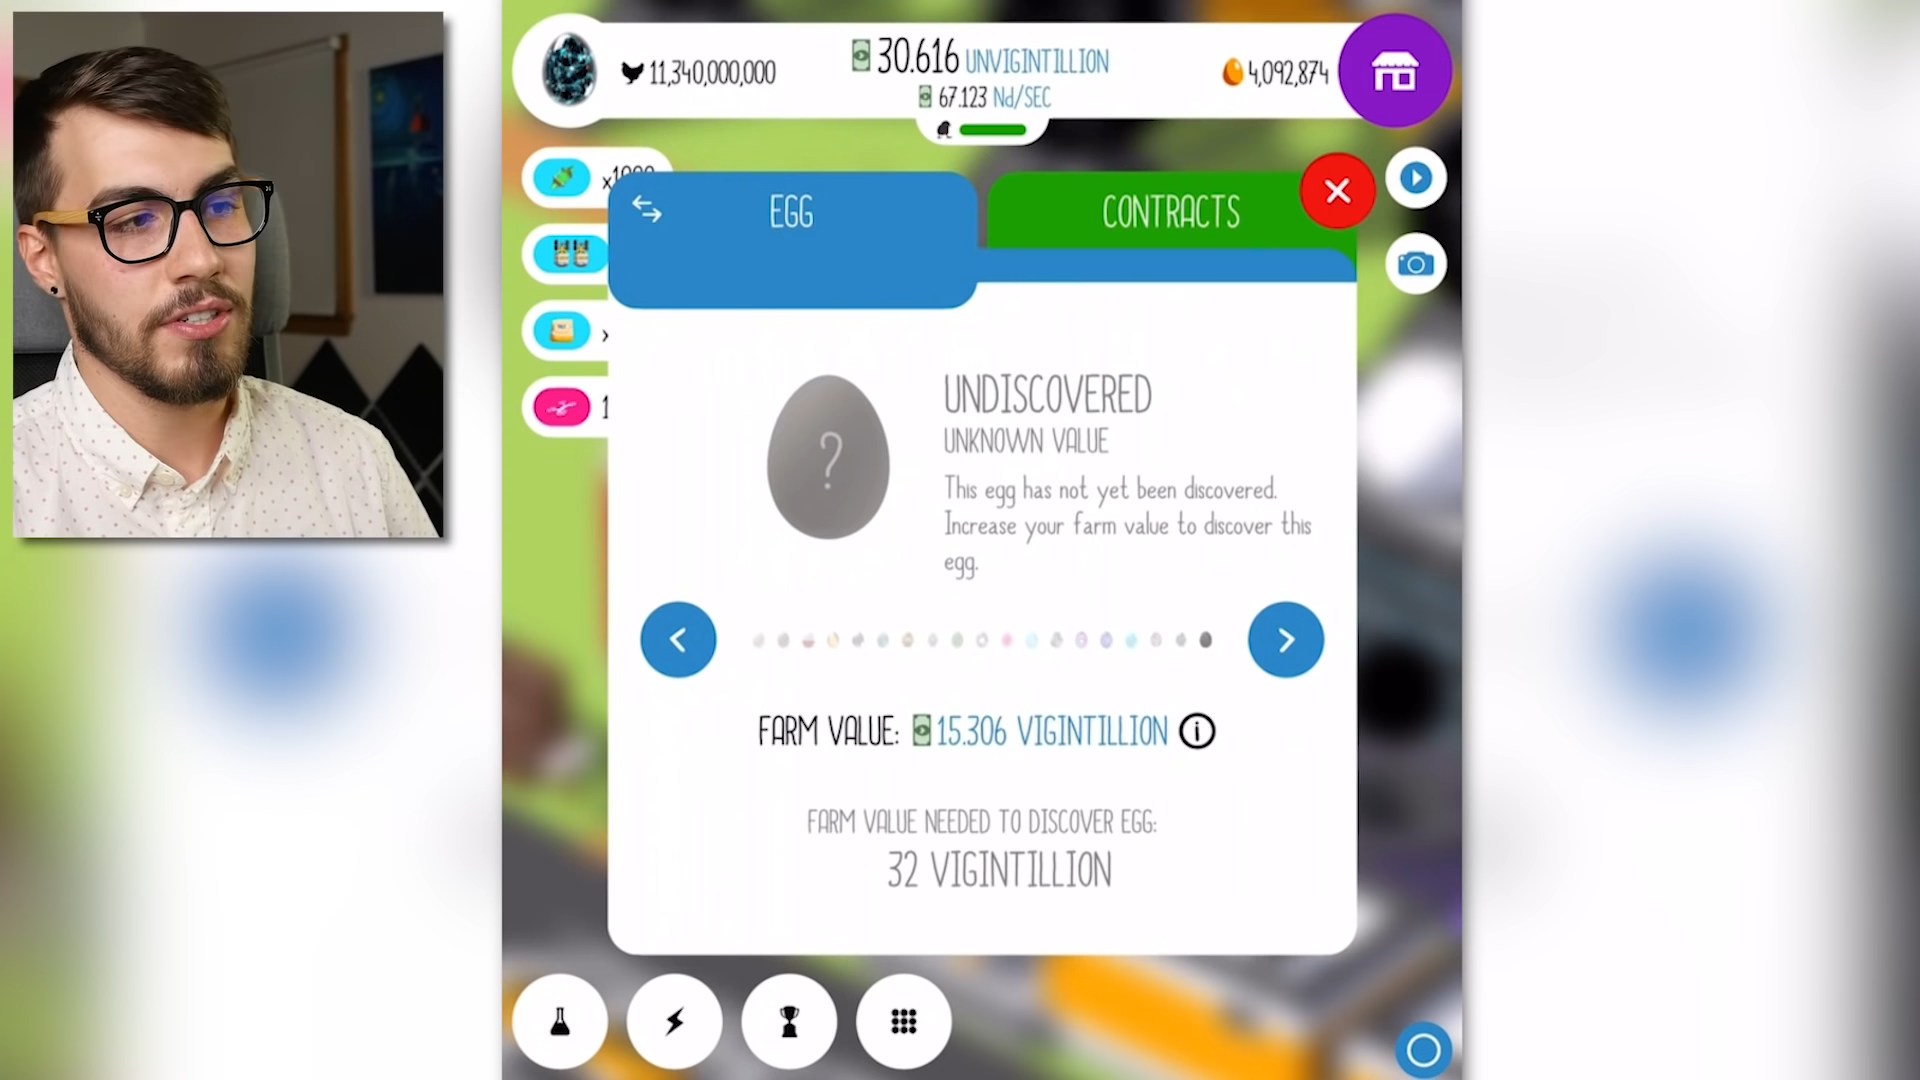 11,340,000,000
30.616 UNVIGINTILLION
67.123 Nd/SEC
4,092,874
EGG
CONTRACTS
?
UNDISCOVERED
UNKNOWN VALUE
This egg has not yet been discovered.
Increase your farm value to discover this
egg.
FARM VALUE: 15.306 VIGINTILLION
FARM VALUE NEEDED TO DISCOVER EGG:
32 VIGINTILLION